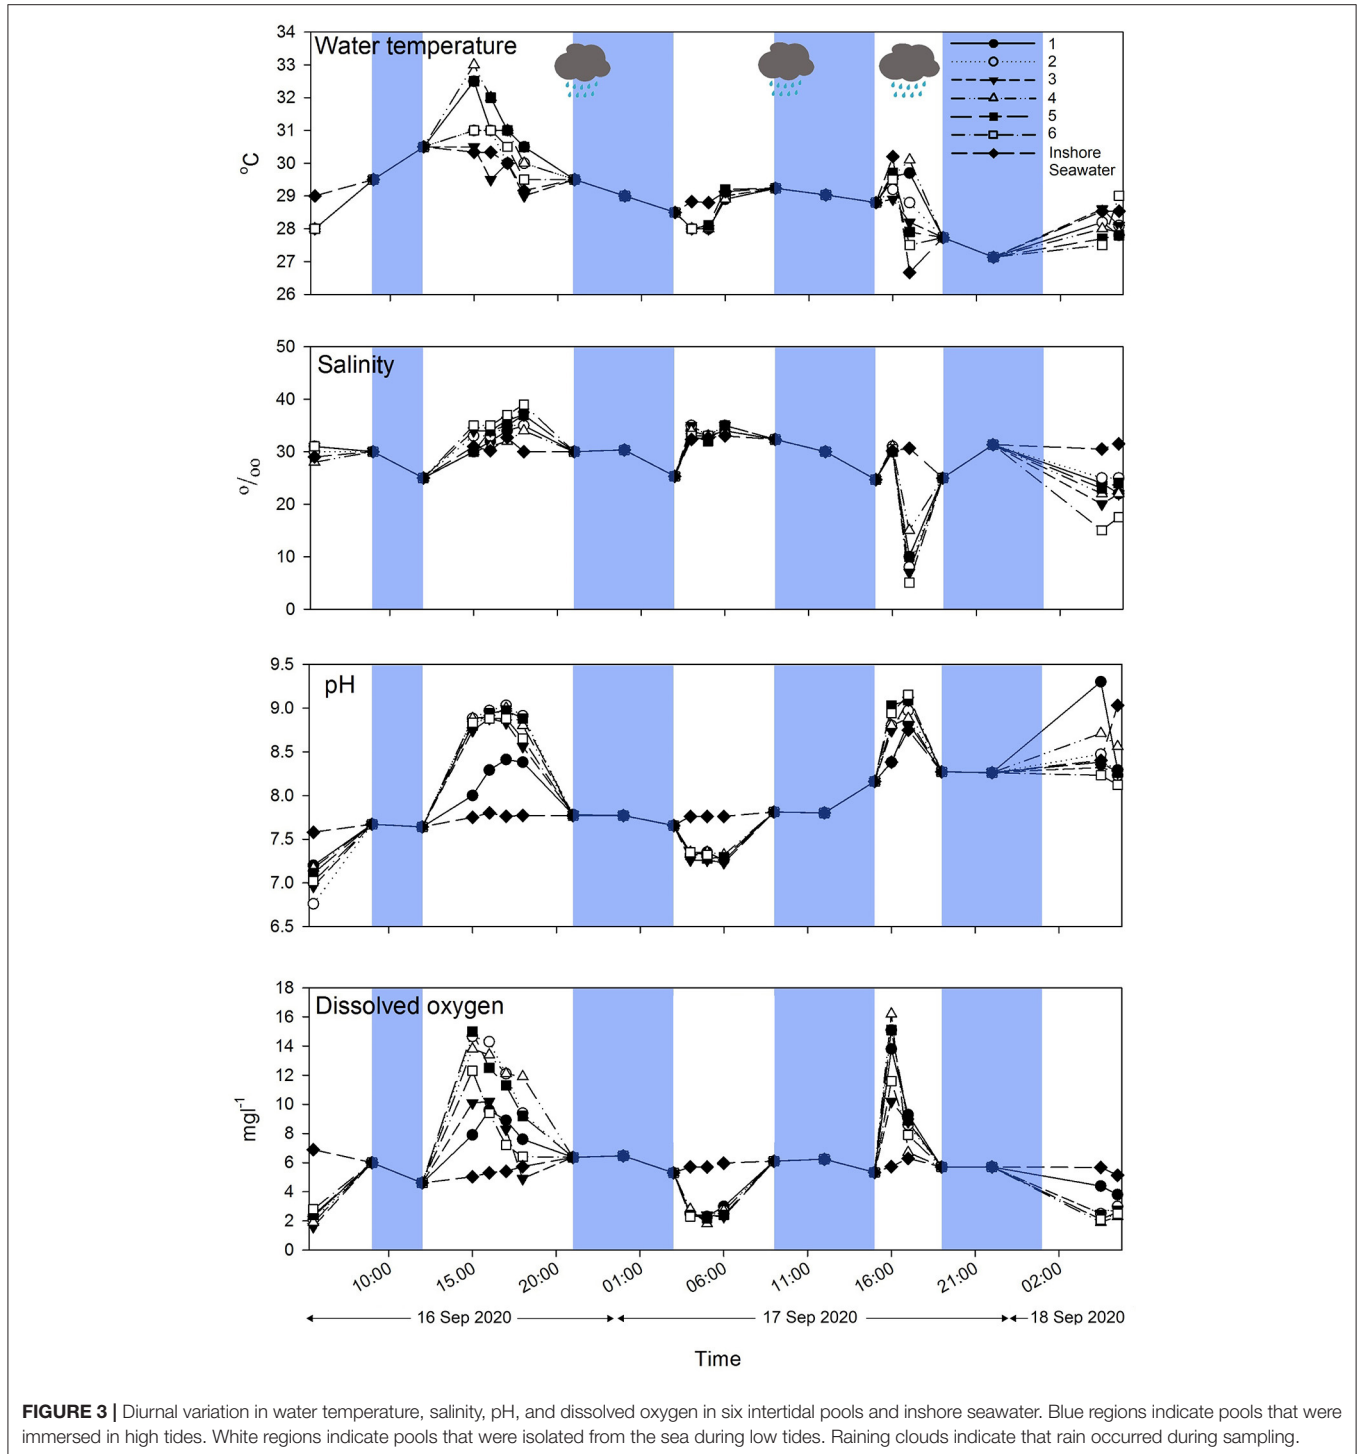 Water temperature
34
33
32
31
30
29
28
27
26
°C
1
2
3
4
5
6
Inshore
Seawater
Salinity
50
40
30
20
10
0
o/oo
pH
9.5
9.0
8.5
8.0
7.5
7.0
6.5
Dissolved oxygen
18
16
14
12
10
8
6
4
2
0
mgl-1
10:00 15:00 20:00 01:00 06:00 11:00 16:00 21:00 02:00
16 Sep 2020 17 Sep 2020 18 Sep 2020
Time
FIGURE 3 | Diurnal variation in water temperature, salinity, pH, and dissolved oxygen in six intertidal pools and inshore seawater. Blue regions indicate pools that were
immersed in high tides. White regions indicate pools that were isolated from the sea during low tides. Raining clouds indicate that rain occurred during sampling.